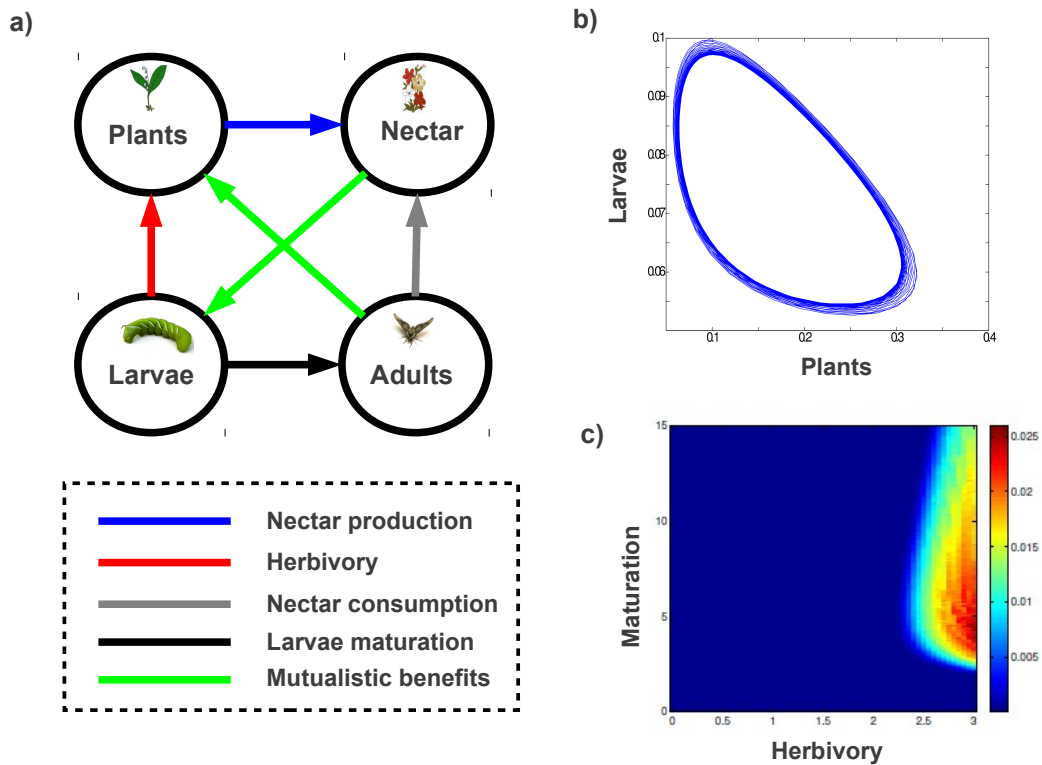 a)
Plants
Nectar
Larvae
Adults
Nectar production
Herbivory
Nectar consumption
Larvae maturation
Mutualistic benefits
b)
Larvae
0.1
0.09
0.08
0.07
0.06
0.1 0.2 0.3 0.4
Plants
c)
Maturation
15
10
5
0
0 0.5 1 1.5 2 2.5 3
Herbivory
0.025
0.02
0.015
0.01
0.005